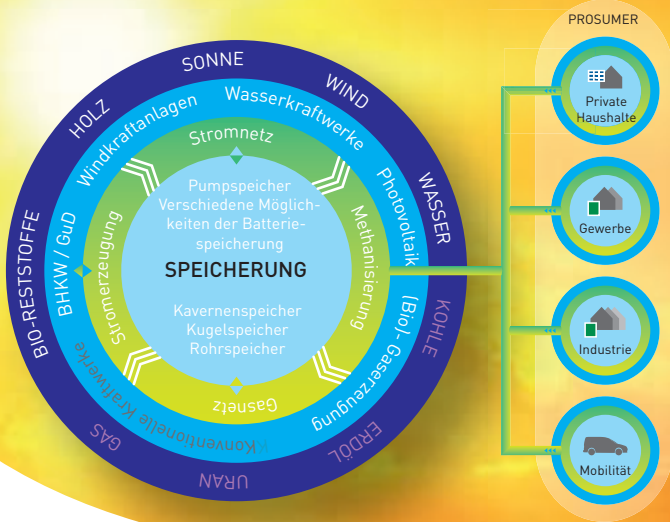 PROSUMER
SONNE
WIND
WASSER
KOHLE
ERDÖL
URAN
GAS
BIO-RESTSTOFFE
HOLZ
Windkraftanlagen
Wasserkraftwerke
Photovoltaik
(Bio)- Gaserzeugung
Konventionelle Kraftwerke
BHKW / GuD
Stromnetz
Methanisierung
Gasnetz
Stromerzeugung
Pumpspeicher
Verschiedene Möglich-
keiten der Batterie-
speicherung
SPEICHERUNG
Kavernenspeicher
Kugelspeicher
Rohrspeicher
Private
Haushalte
Gewerbe
Industrie
Mobilität